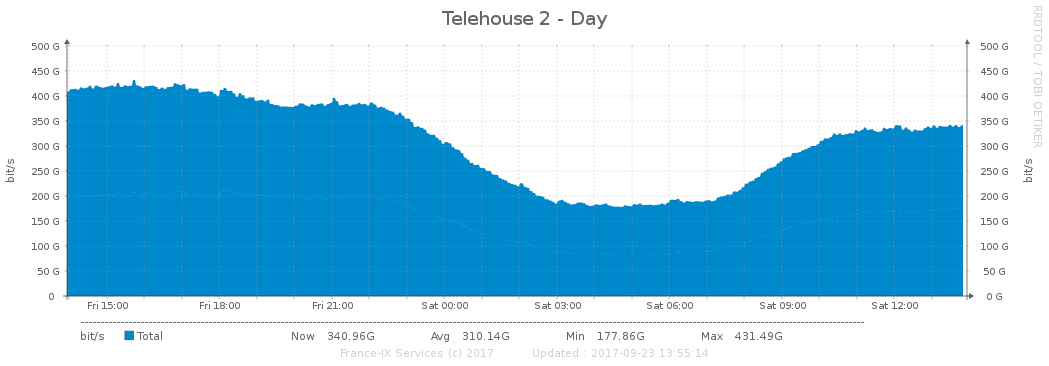 Telehouse 2 - Day
RRDTOOL / TOBI OETIKER
bit/s
500 G 500 G
450 G 450 G
400 G 400 G
350 G 350 G
300 G 300 G
250 G 250 G
200 G 200 G
150 G 150 G
100 G 100 G
50 G 50 G
0 0 G
bit/s
Fri 15:00 Fri 18:00 Fri 21:00 Sat 00:00 Sat 03:00 Sat 06:00 Sat 09:00 Sat 12:00
bit/s Total Now 340.96G Avg 310.14G Min 177.86G Max 431.49G
France-IX Services (c) 2017 Updated : 2017-09-23 13:55:14